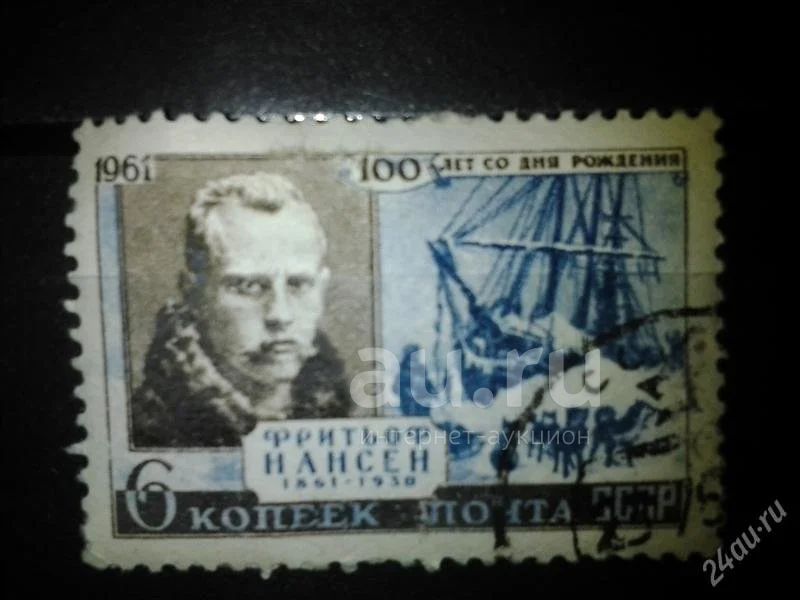 1961
100 ЛЕТ СО ДНЯ РОЖДЕНИЯ
au.ru
интернет-аукцион
ФРИТЬОФ
НАНСЕН
1861-1930
6 КОПЕЕК ПОЧТА СССР
24au.ru